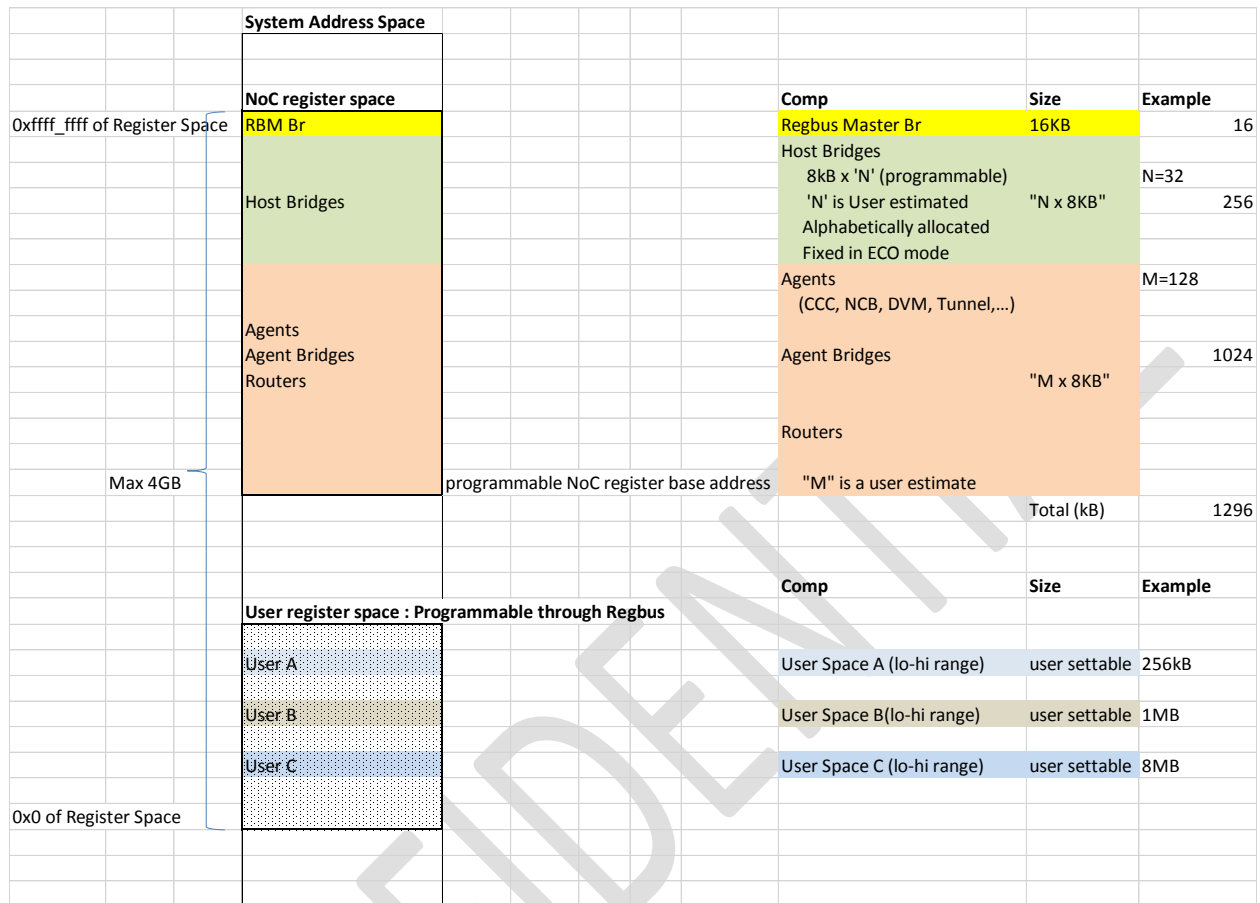 System Address Space
NoC register space Comp Size Example
0xffff_ffff of Register Space RBM Br Regbus Master Br 16KB 16
Host Bridges
8kB x 'N' (programmable) N=32
Host Bridges 'N' is User estimated "N x 8KB" 256
Alphabetically allocated
Fixed in ECO mode
Agents M=128
(CCC, NCB, DVM, Tunnel,...)
Agents
Agent Bridges Agent Bridges 1024
Routers "M x 8KB"
Routers
Max 4GB programmable NoC register base address "M" is a user estimate
Total (kB) 1296
Comp Size Example
User register space : Programmable through Regbus
User A User Space A (lo-hi range) user settable 256kB
User B User Space B(lo-hi range) user settable 1MB
User C User Space C (lo-hi range) user settable 8MB
0x0 of Register Space